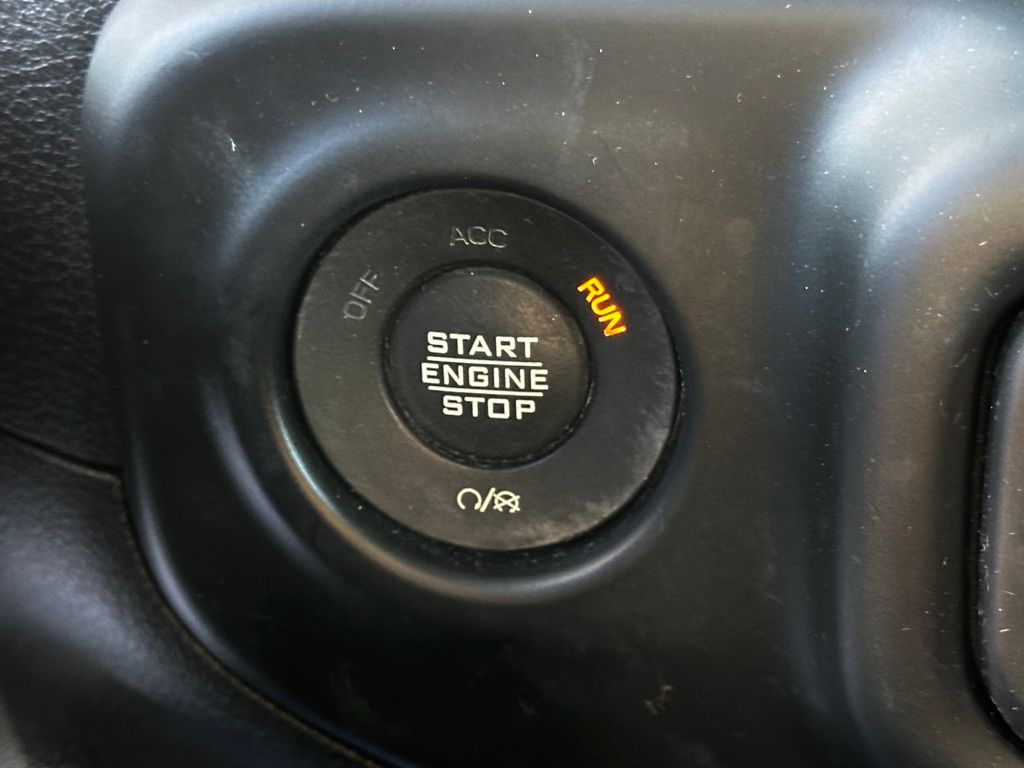 ACC
OFF
RUN
START
ENGINE
STOP